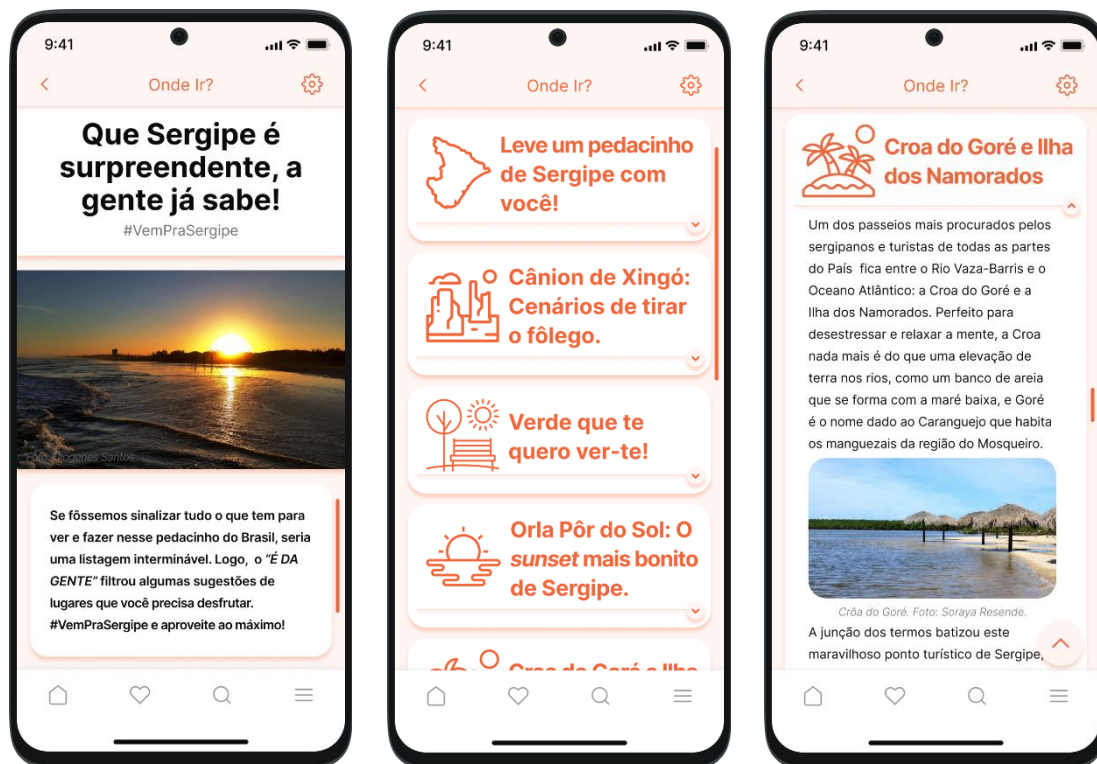 9:41
Onde Ir?
Que Sergipe é
surpreendente, a
gente já sabe!
#VemPraSergipe
Foto: Diógenes Santos
Se fôssemos sinalizar tudo o que tem para
ver e fazer nesse pedacinho do Brasil, seria
uma listagem interminável. Logo, o "É DA
GENTE" filtrou algumas sugestões de
lugares que você precisa desfrutar.
#VemPraSergipe e aproveite ao máximo!
9:41
Onde Ir?
Leve um pedacinho
de Sergipe com
você!
Cânion de Xingó:
Cenários de tirar
o fôlego.
Verde que te
quero ver-te!
Orla Pôr do Sol: O
sunset mais bonito
de Sergipe.
Croa do Goré e Ilha
9:41
Onde Ir?
Croa do Goré e Ilha
dos Namorados
Um dos passeios mais procurados pelos
sergipanos e turistas de todas as partes
do País fica entre o Rio Vaza-Barris e o
Oceano Atlântico: a Croa do Goré e a
Ilha dos Namorados. Perfeito para
desestressar e relaxar a mente, a Croa
nada mais é do que uma elevação de
terra nos rios, como um banco de areia
que se forma com a maré baixa, e Goré
é o nome dado ao Caranguejo que habita
os manguezais da região do Mosqueiro.
Crôa do Goré. Foto: Soraya Resende.
A junção dos termos batizou este
maravilhoso ponto turístico de Sergipe,